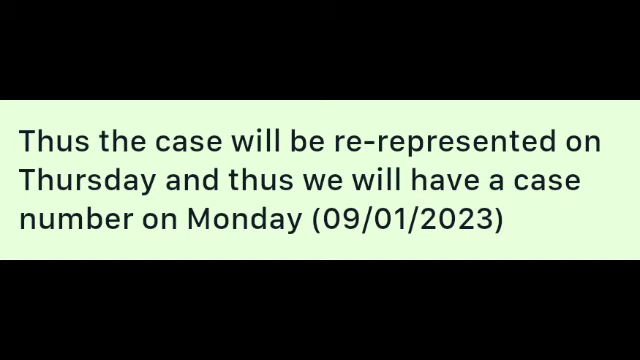 Thus the case will be re-represented on
Thursday and thus we will have a case
number on Monday (09/01/2023)